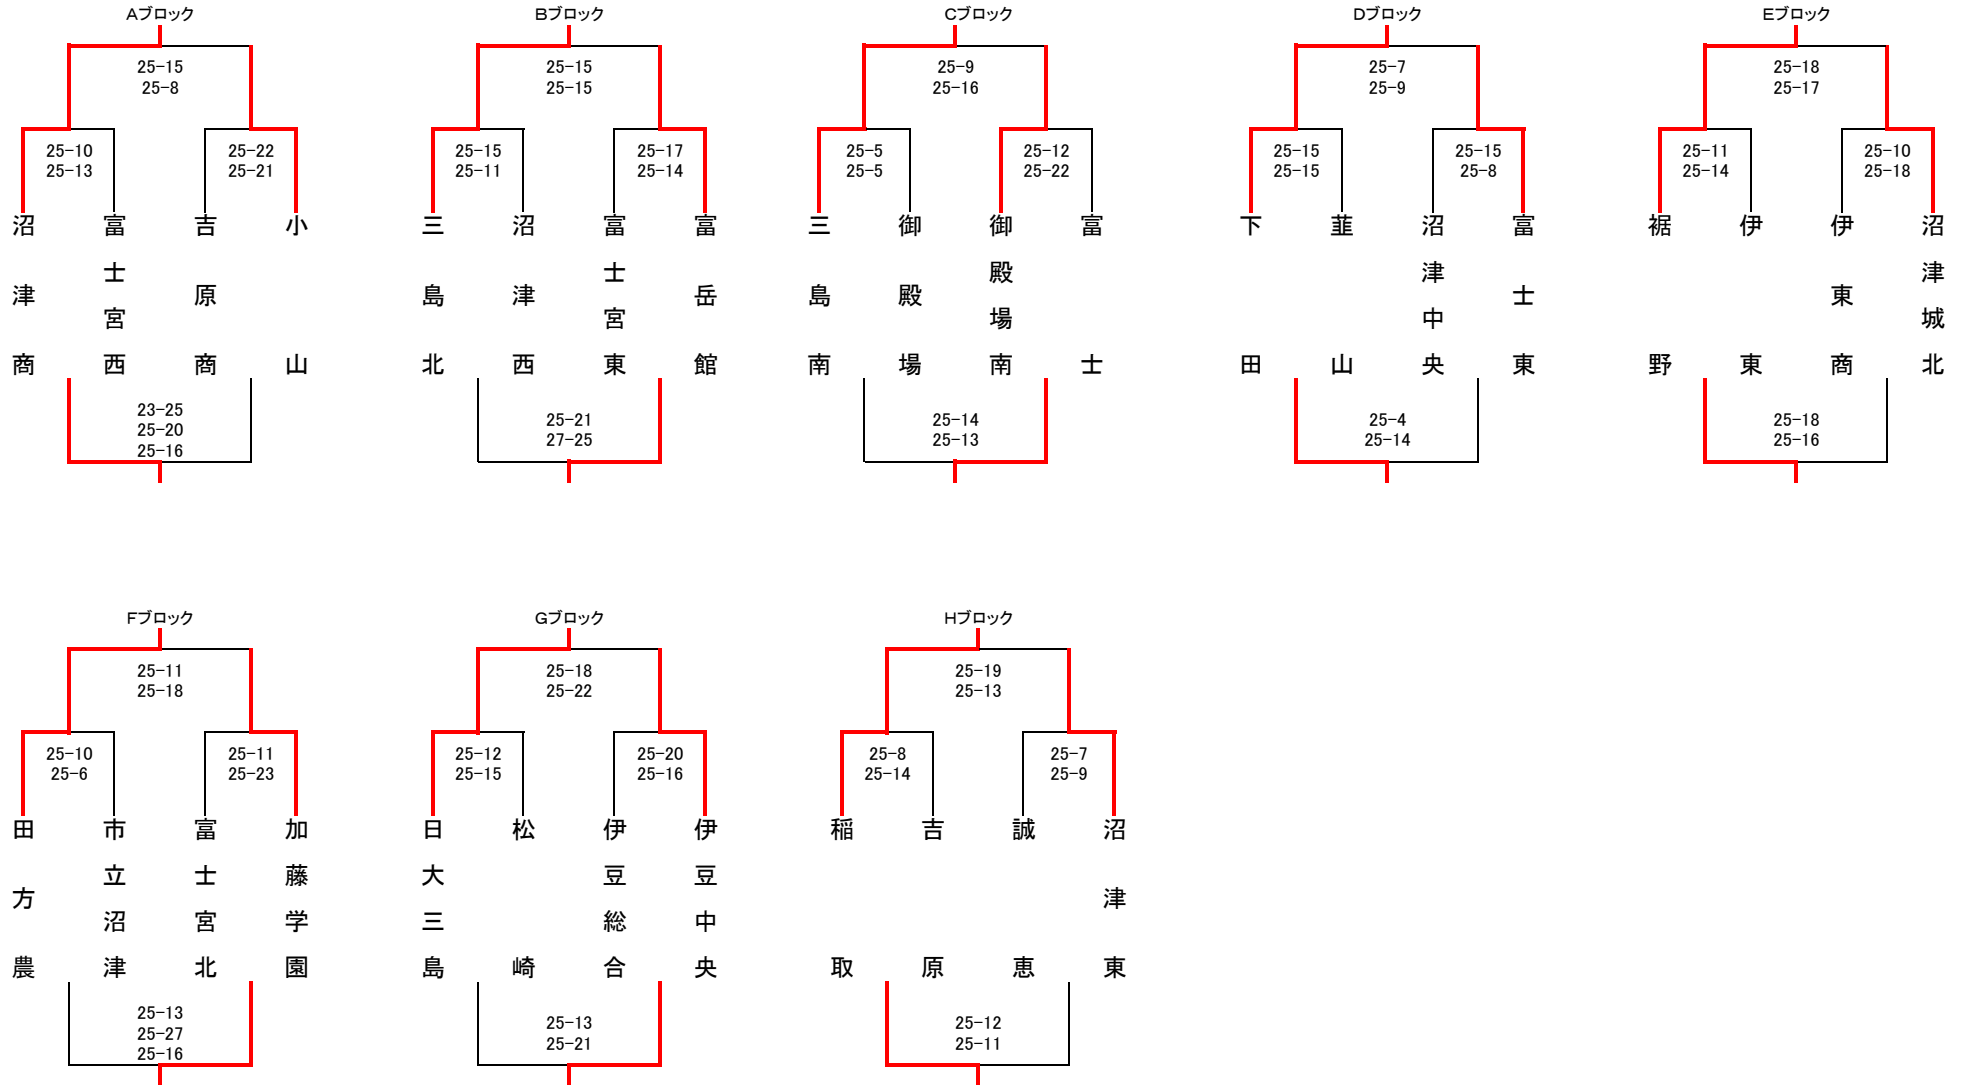 Aブロック
Bブロック
Cブロック
Dブロック
Eブロック
25-15
25-8
25-15
25-15
25-9
25-16
25-7
25-9
25-18
25-17
25-10
25-13
25-22
25-21
25-15
25-11
25-17
25-14
25-5
25-5
25-12
25-22
25-15
25-15
25-15
25-8
25-11
25-14
25-10
25-18
沼津商
富士宮西
吉原商
小山
三島北
沼津西
富士宮東
富岳館
三島南
御殿場
御殿場南
富士
下田
韮山
沼津中央
富士東
裾野
伊東
伊東商
沼津城北
23-25
25-20
25-16
25-21
27-25
25-14
25-13
25-4
25-14
25-18
25-16
Fブロック
Gブロック
Hブロック
25-11
25-18
25-18
25-22
25-19
25-13
25-10
25-6
25-11
25-23
25-12
25-15
25-20
25-16
25-8
25-14
25-7
25-9
田方農
市立沼津
富士宮北
加藤学園
日大三島
松崎
伊豆総合
伊豆中央
稲取
吉原
誠恵
沼津東
25-13
25-27
25-16
25-13
25-21
25-12
25-11